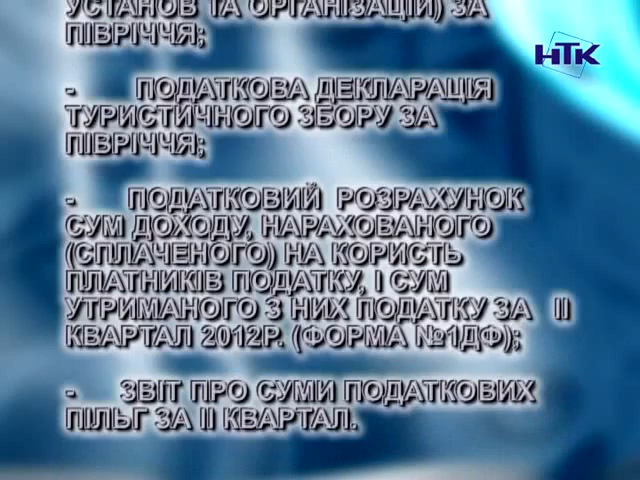 УСТАНОВ ТА ОРГАНІЗАЦІЙ) ЗА
ПІВРІЧЧЯ;
НТК
- ПОДАТКОВА ДЕКЛАРАЦІЯ
ТУРИСТИЧНОГО ЗБОРУ ЗА
ПІВРІЧЧЯ;
- ПОДАТКОВИЙ РОЗРАХУНОК
СУМ ДОХОДУ, НАРАХОВАНОГО
(СПЛАЧЕНОГО) НА КОРИСТЬ
ПЛАТНИКІВ ПОДАТКУ, І СУМ
УТРИМАНОГО З НИХ ПОДАТКУ ЗА ІІ
КВАРТАЛ 2012Р. (ФОРМА №1ДФ);
- ЗВІТ ПРО СУМИ ПОДАТКОВИХ
ПІЛЬГ ЗА ІІ КВАРТАЛ.